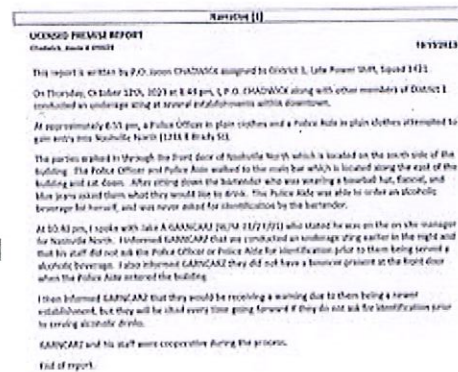 Narrative [1]
LICENSED PREMISE REPORT
This report is written by P.O. Jason CHADWICK assigned to District 1, Late Power Shift, Squad
On Thursday, October 12th, 2023 at 8:44 pm, I, P.O. CHADWICK along with other members of District 1
conducted an underage sting at several establishments within downtown.
At approximately 8:55 pm, a Police Officer in plain clothes and a Police Aide in plain clothes attempted to
gain entry into Nashville North (1216 E Brady St).
The parties walked in through the front door of Nashville North which is located on the south side of the
building. The Police Officer and Police Aide walked to the main bar which is located along the east of the
building and sat down. After sitting down the bartender who was wearing a baseball hat, flannel, and
blue jeans asked them what they would like to drink. The Police Aide was able to order an alcoholic
beverage for herself, and was never asked for identification by the bartender.
At 10:43 pm, I spoke with Jake A GARNCARZ who stated he was on the on site manager
for Nashville North. I informed GARNCARZ that we conducted an underage sting earlier in the night and
that his staff did not ask the Police Officer or Police Aide for identification prior to them being served a
alcoholic beverage. I also informed GARNCARZ they did not have a bouncer present at the front door
when the Police Aide entered the building.
I then informed GARNCARZ that they would be receiving a warning due to them being a newer
establishment, but they will be cited every time going forward if they do not ask for identification prior
to serving alcoholic drinks.
GARNCARZ and his staff were cooperative during the process.
End of report.